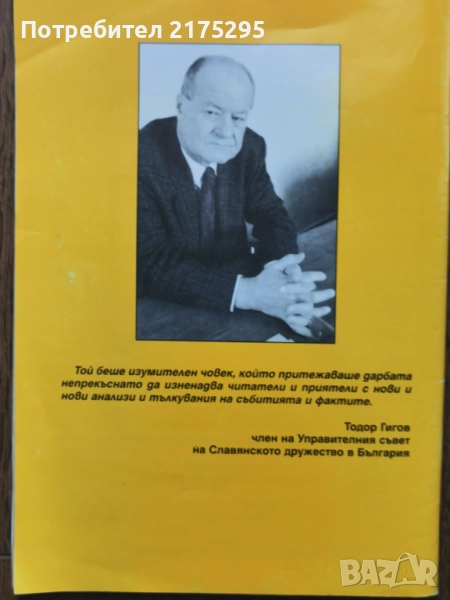 Потребител 2175295
Той беше изумителен човек, който притежаваше дарбата
непрекъснато да изненадва читатели и приятели с нови и
нови анализи и тълкувания на събитията и фактите.
Тодор Гигов
член на Управителния съвет
на Славянското дружество в България
bazar